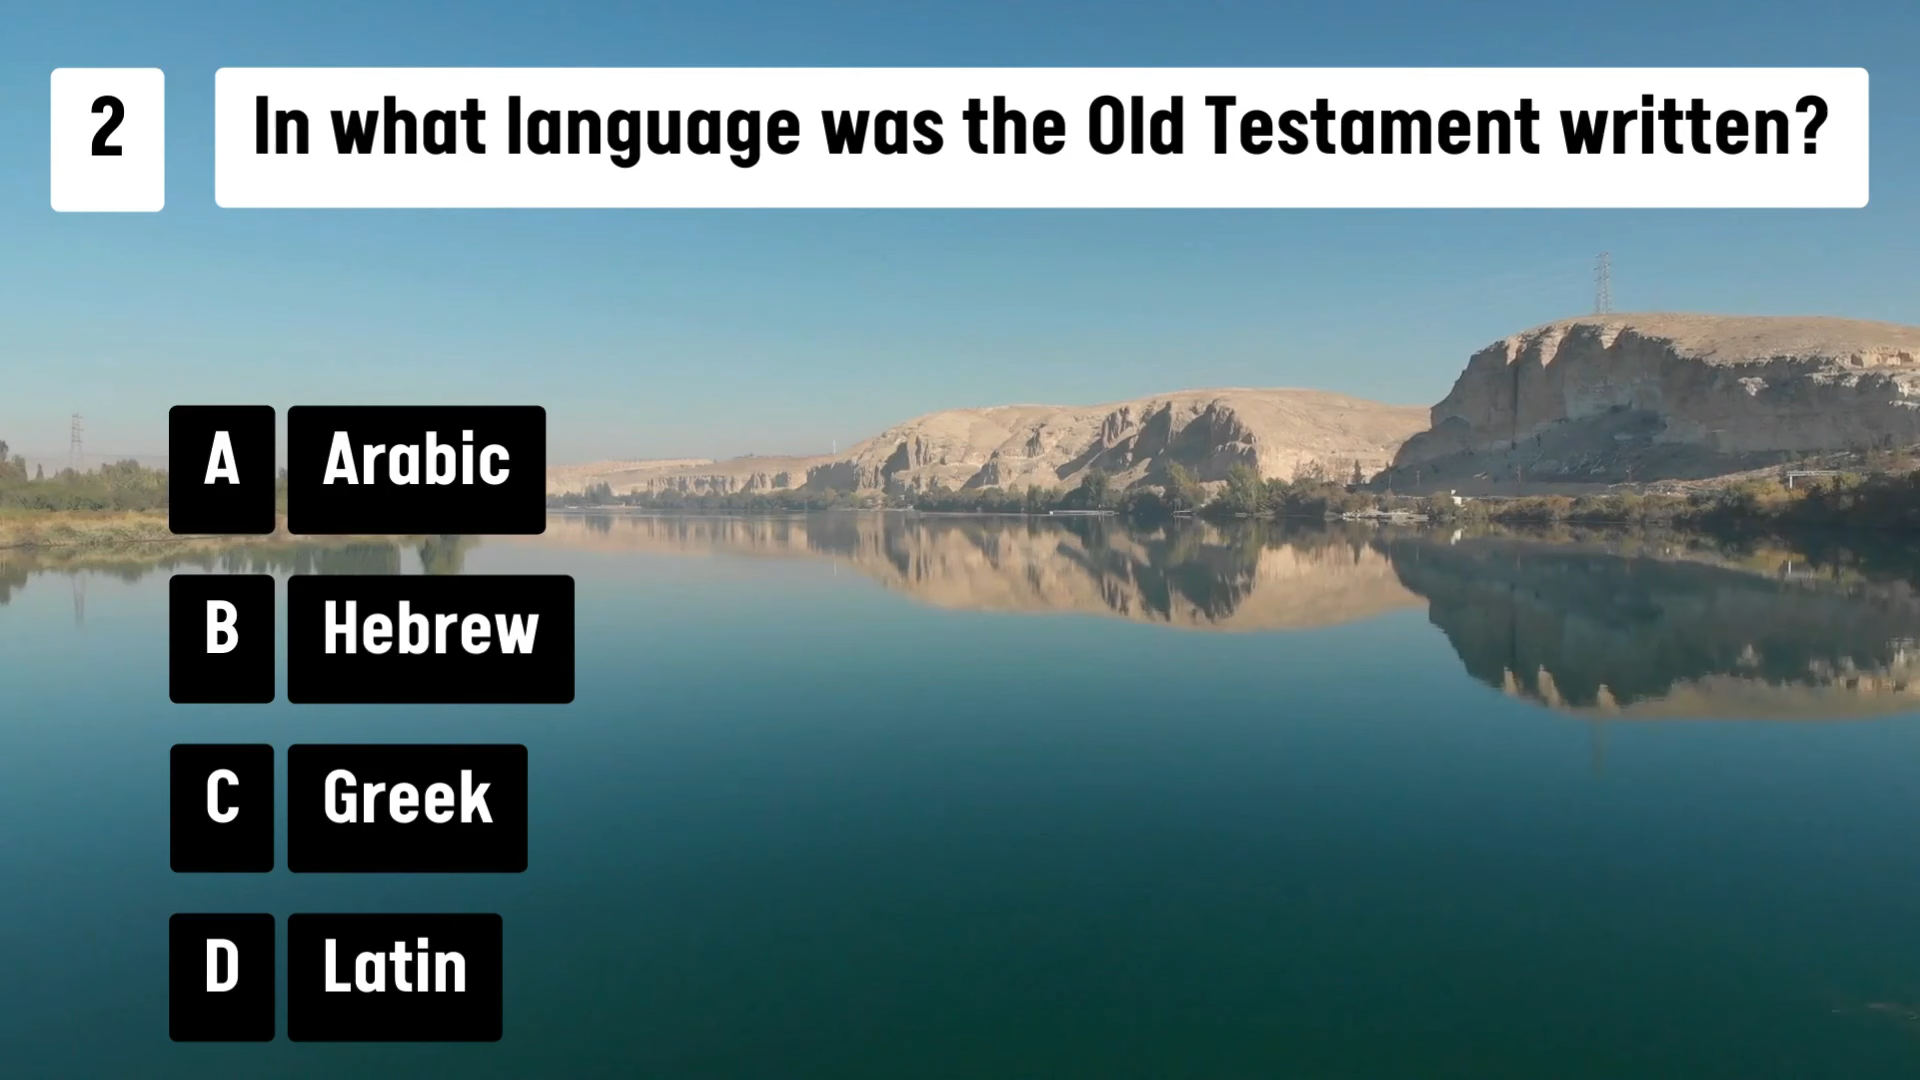 2
In what language was the Old Testament written?
A Arabic
B Hebrew
C Greek
D Latin